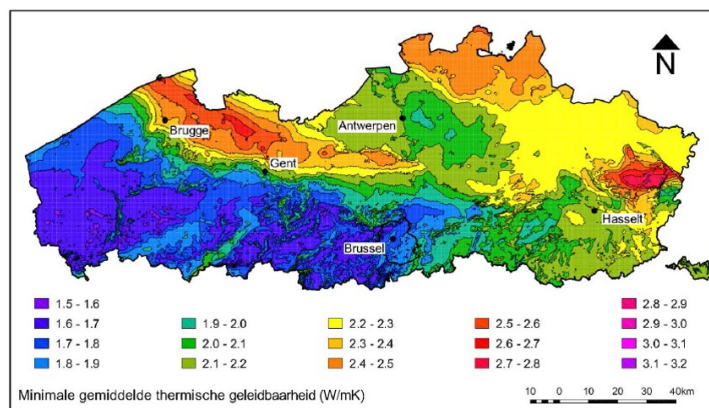 N
Brugge
Antwerpen
Gent
Hasselt
Brussel
1.5 - 1.6
1.6 - 1.7
1.7 - 1.8
1.8 - 1.9
1.9 - 2.0
2.0 - 2.1
2.1 - 2.2
2.2 - 2.3
2.3 - 2.4
2.4 - 2.5
2.5 - 2.6
2.6 - 2.7
2.7 - 2.8
2.8 - 2.9
2.9 - 3.0
3.0 - 3.1
3.1 - 3.2
Minimale gemiddelde thermische geleidbaarheid (W/mK)
10 0 10 20 30 40km